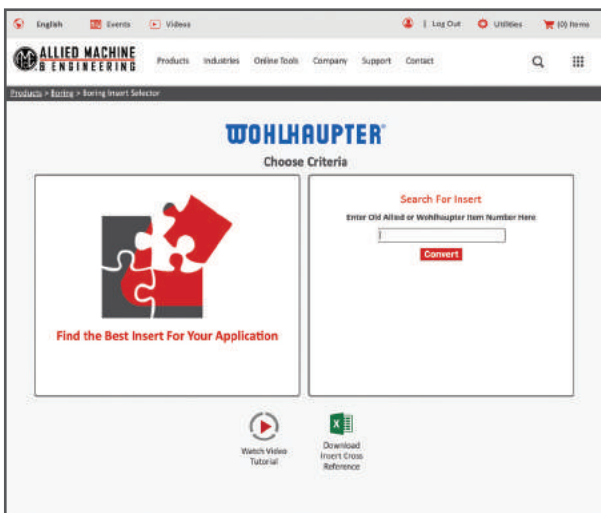 English Events Videos | Log Out Utilities (0) Items
ALLIED MACHINE
& ENGINEERING
Products Industries Online Tools Company Support Contact
Products > Boring > Boring Insert Selector
WOHLHAUPTER®
Choose Criteria
Find the Best Insert For Your Application
Search For Insert
Enter Old Allied or Wohlhaupter Item Number Here
Convert
Watch Video
Tutorial
Download
Insert Cross
Reference